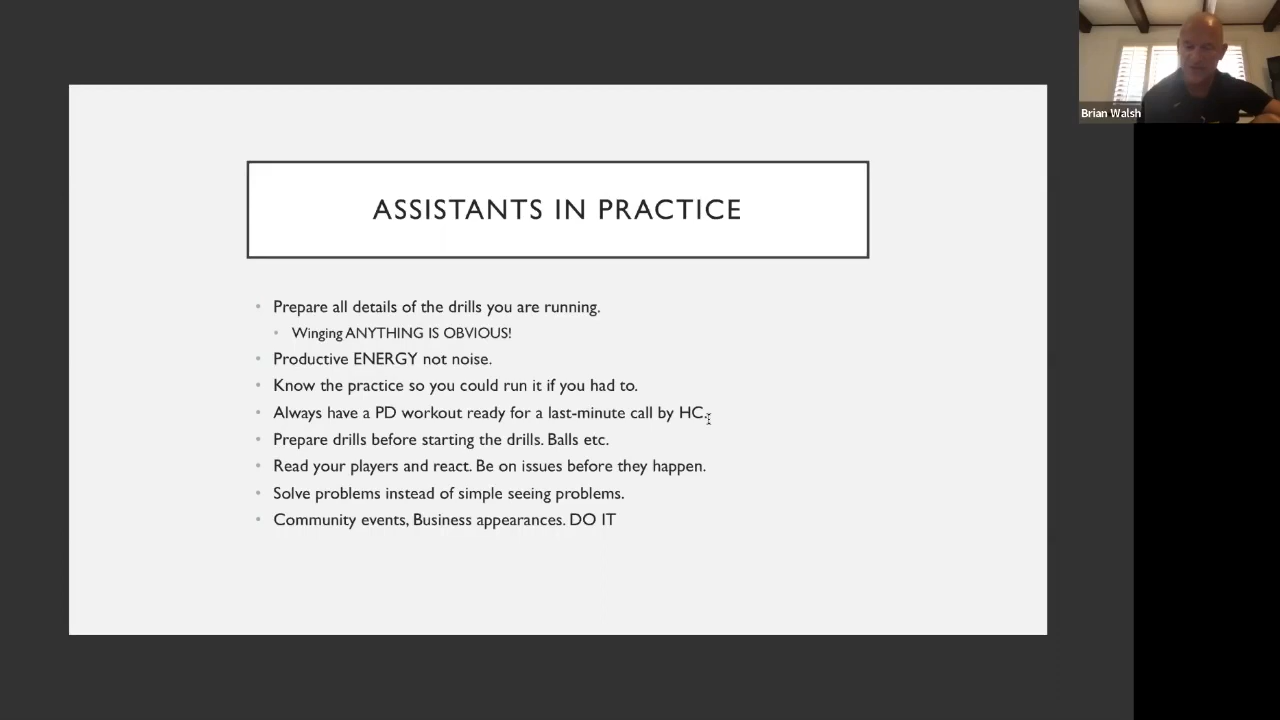 Brian Walsh
ASSISTANTS IN PRACTICE
• Prepare all details of the drills you are running.
• Winging ANYTHING IS OBVIOUS!
• Productive ENERGY not noise.
• Know the practice so you could run it if you had to.
• Always have a PD workout ready for a last-minute call by HC.
• Prepare drills before starting the drills. Balls etc.
• Read your players and react. Be on issues before they happen.
• Solve problems instead of simple seeing problems.
• Community events, Business appearances. DO IT